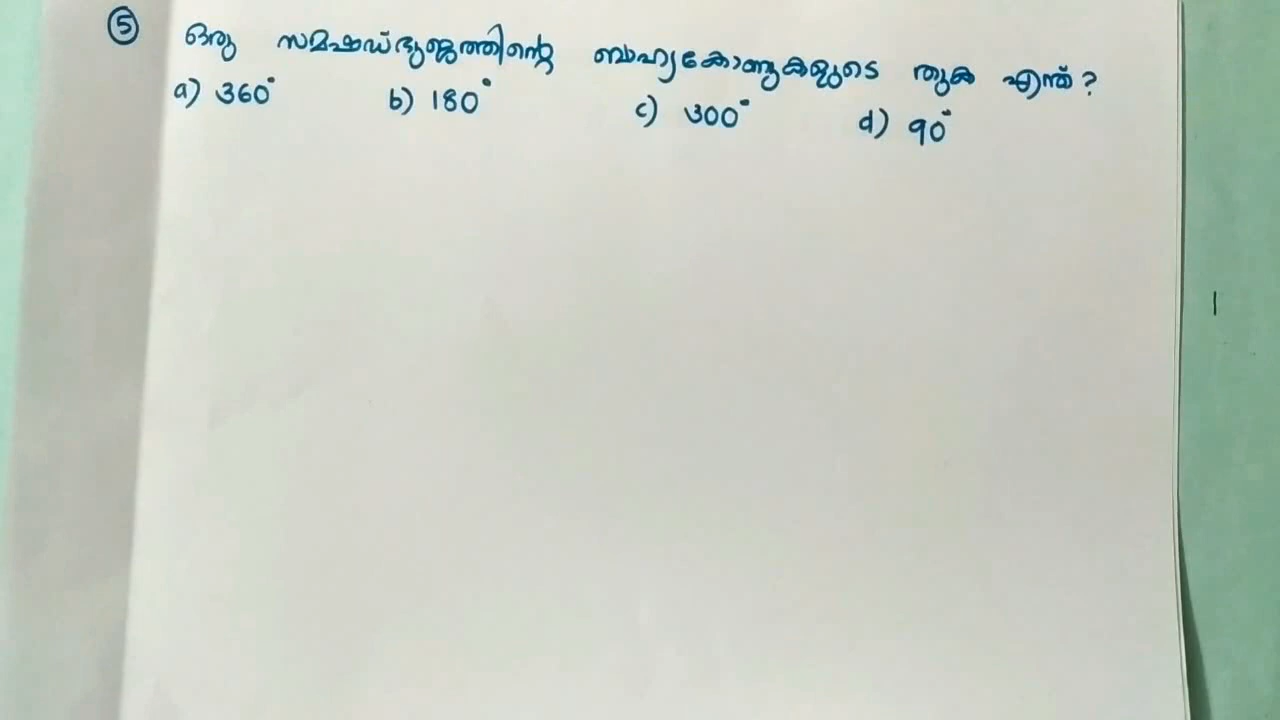 ⑤ ഒരു സമഷഡ്ഭുജത്തിന്റെ ബാഹ്യകോണുകളുടെ തുക എന്ത് ?
a) 360° b) 180° c) 300° d) 90°